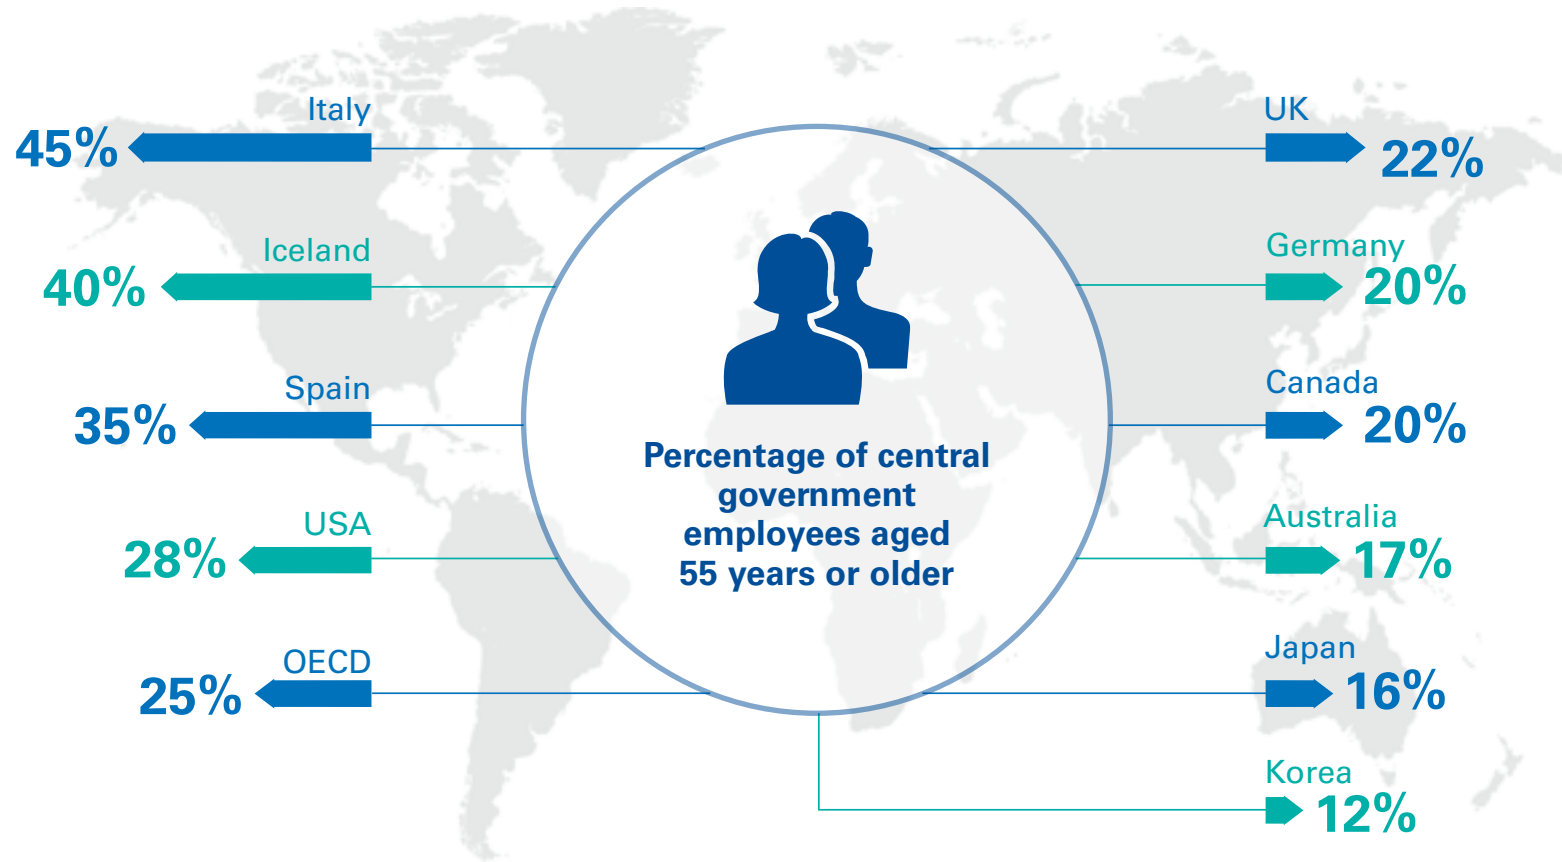 Italy
45%
Iceland
40%
Spain
35%
USA
28%
OECD
25%
Percentage of central
government
employees aged
55 years or older
UK
22%
Germany
20%
Canada
20%
Australia
17%
Japan
16%
Korea
12%